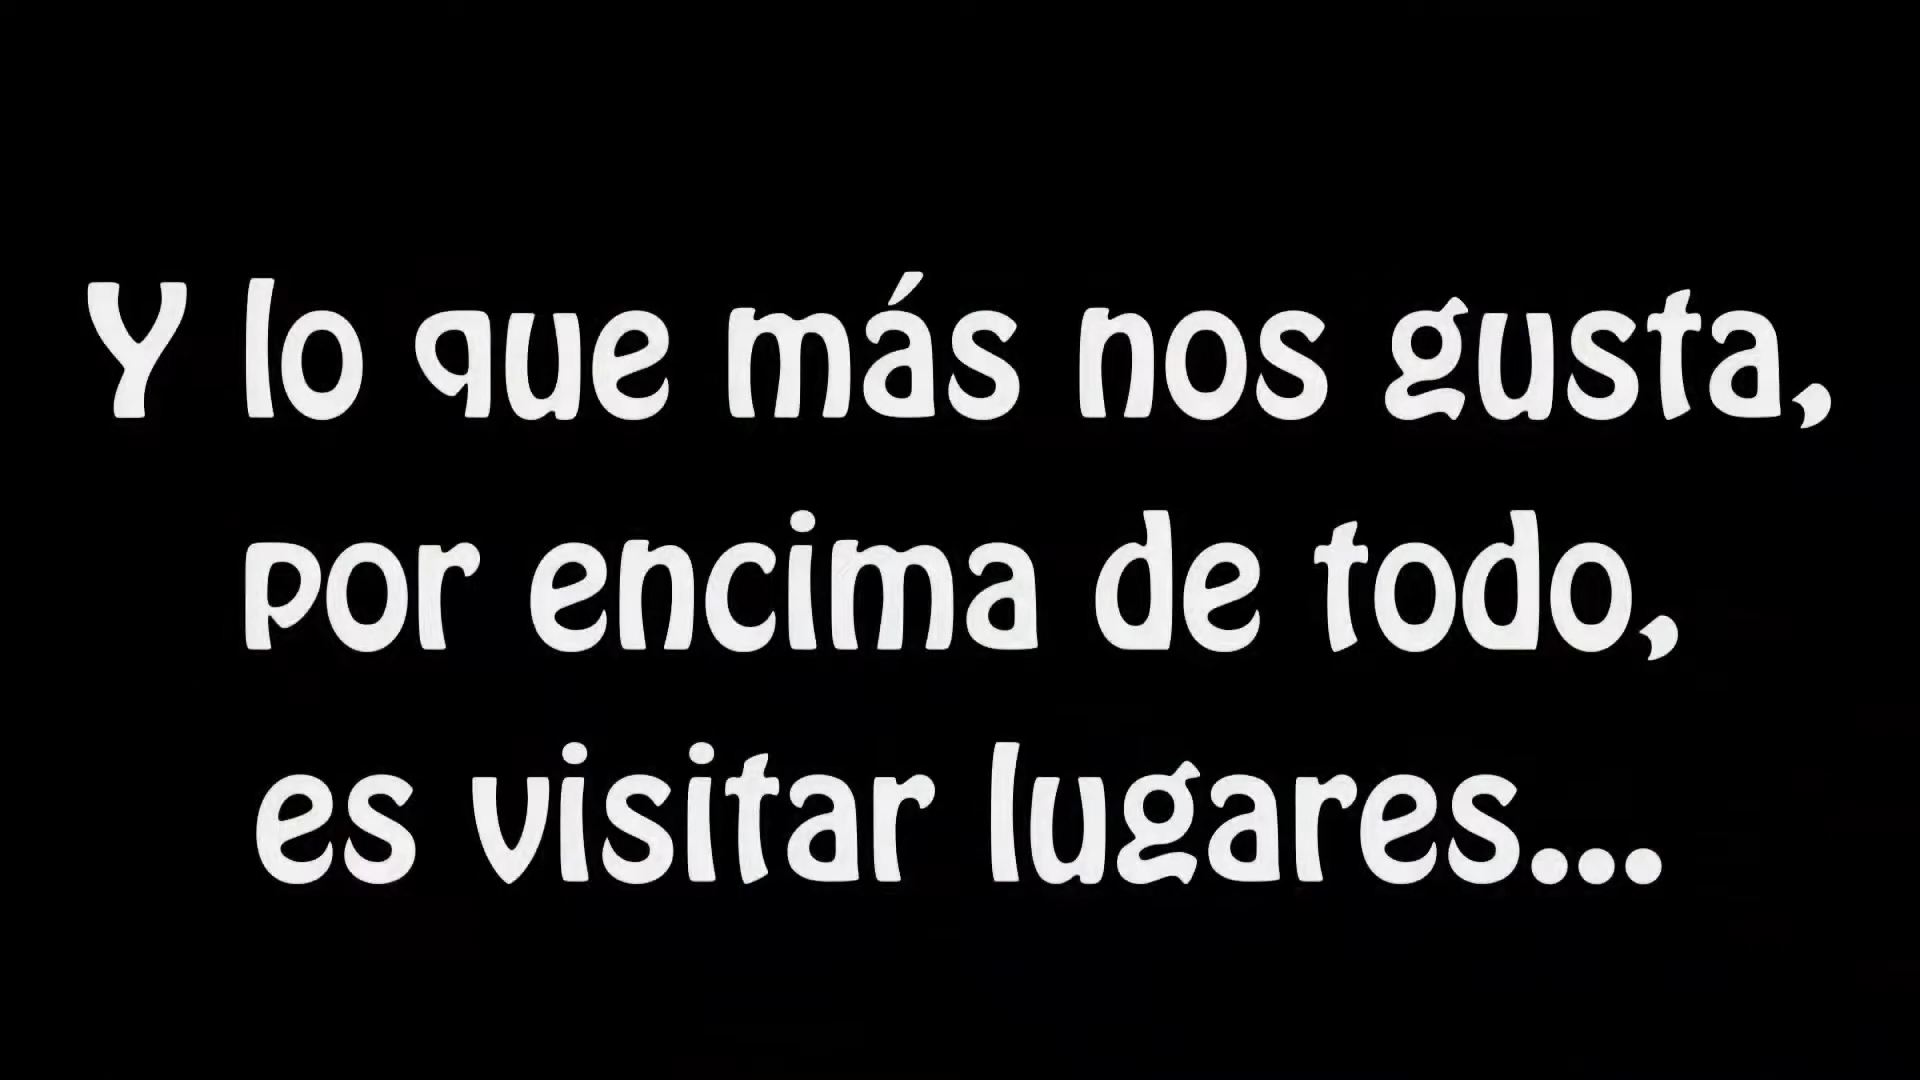 Y lo que más nos gusta,
por encima de todo,
es visitar lugares...